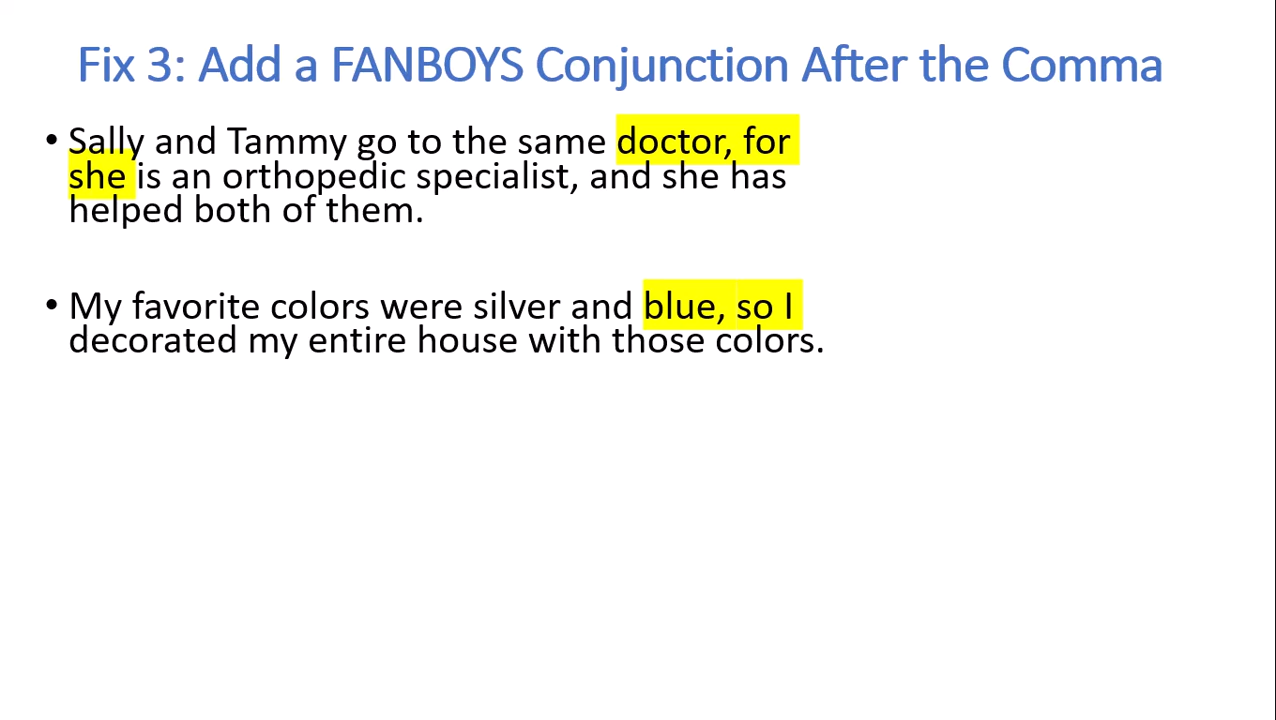 Fix 3: Add a FANBOYS Conjunction After the Comma
• Sally and Tammy go to the same doctor, for
she is an orthopedic specialist, and she has
helped both of them.
• My favorite colors were silver and blue, so I
decorated my entire house with those colors.